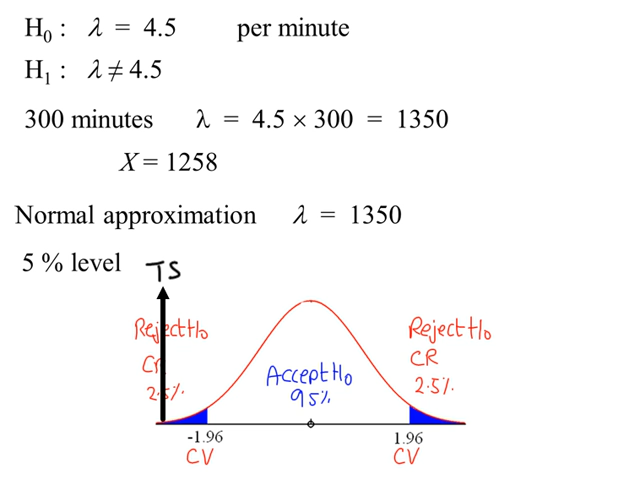 H₀ : λ = 4.5 per minute
H₁ : λ ≠ 4.5
300 minutes λ = 4.5 × 300 = 1350
X = 1258
Normal approximation λ = 1350
5 % level TS
Reject H₀ Reject H₀
CR CR
Accept H₀
2.5% 95% 2.5%
-1.96 1.96
CV CV